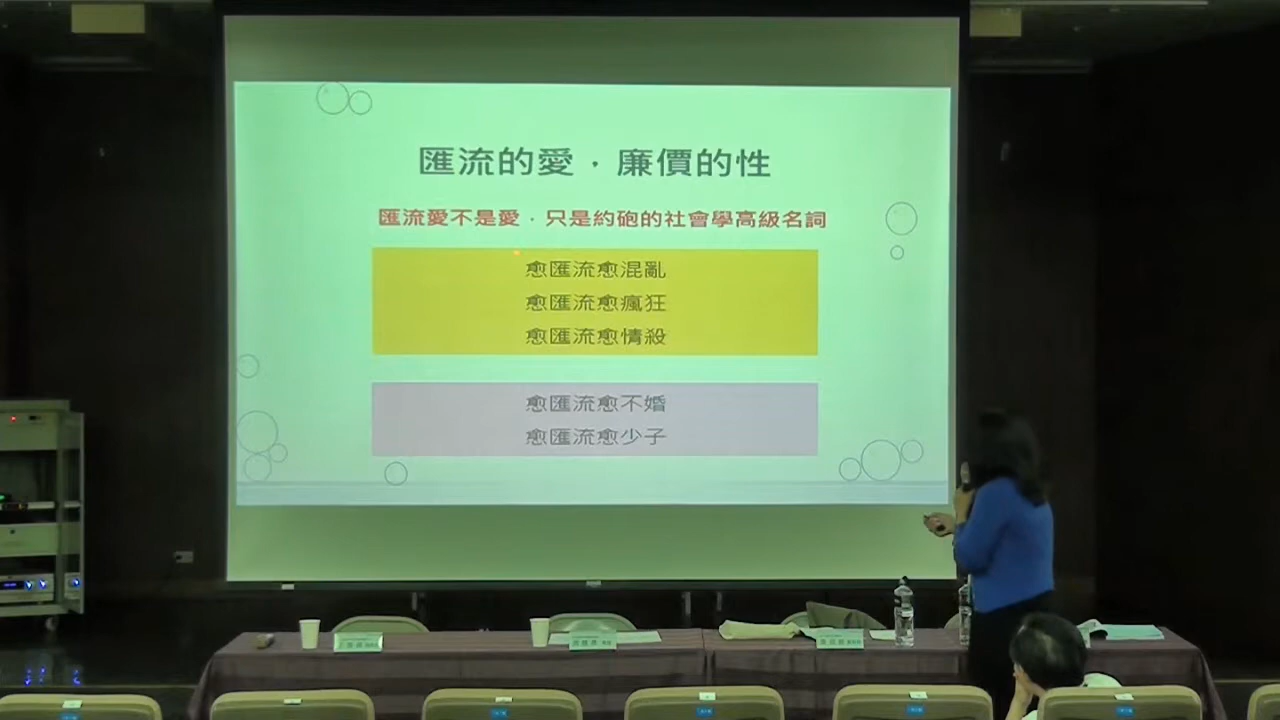 匯流的愛．廉價的性
匯流愛不是愛．只是約砲的社會學高級名詞
愈匯流愈混亂
愈匯流愈瘋狂
愈匯流愈情殺
愈匯流愈不婚
愈匯流愈少子